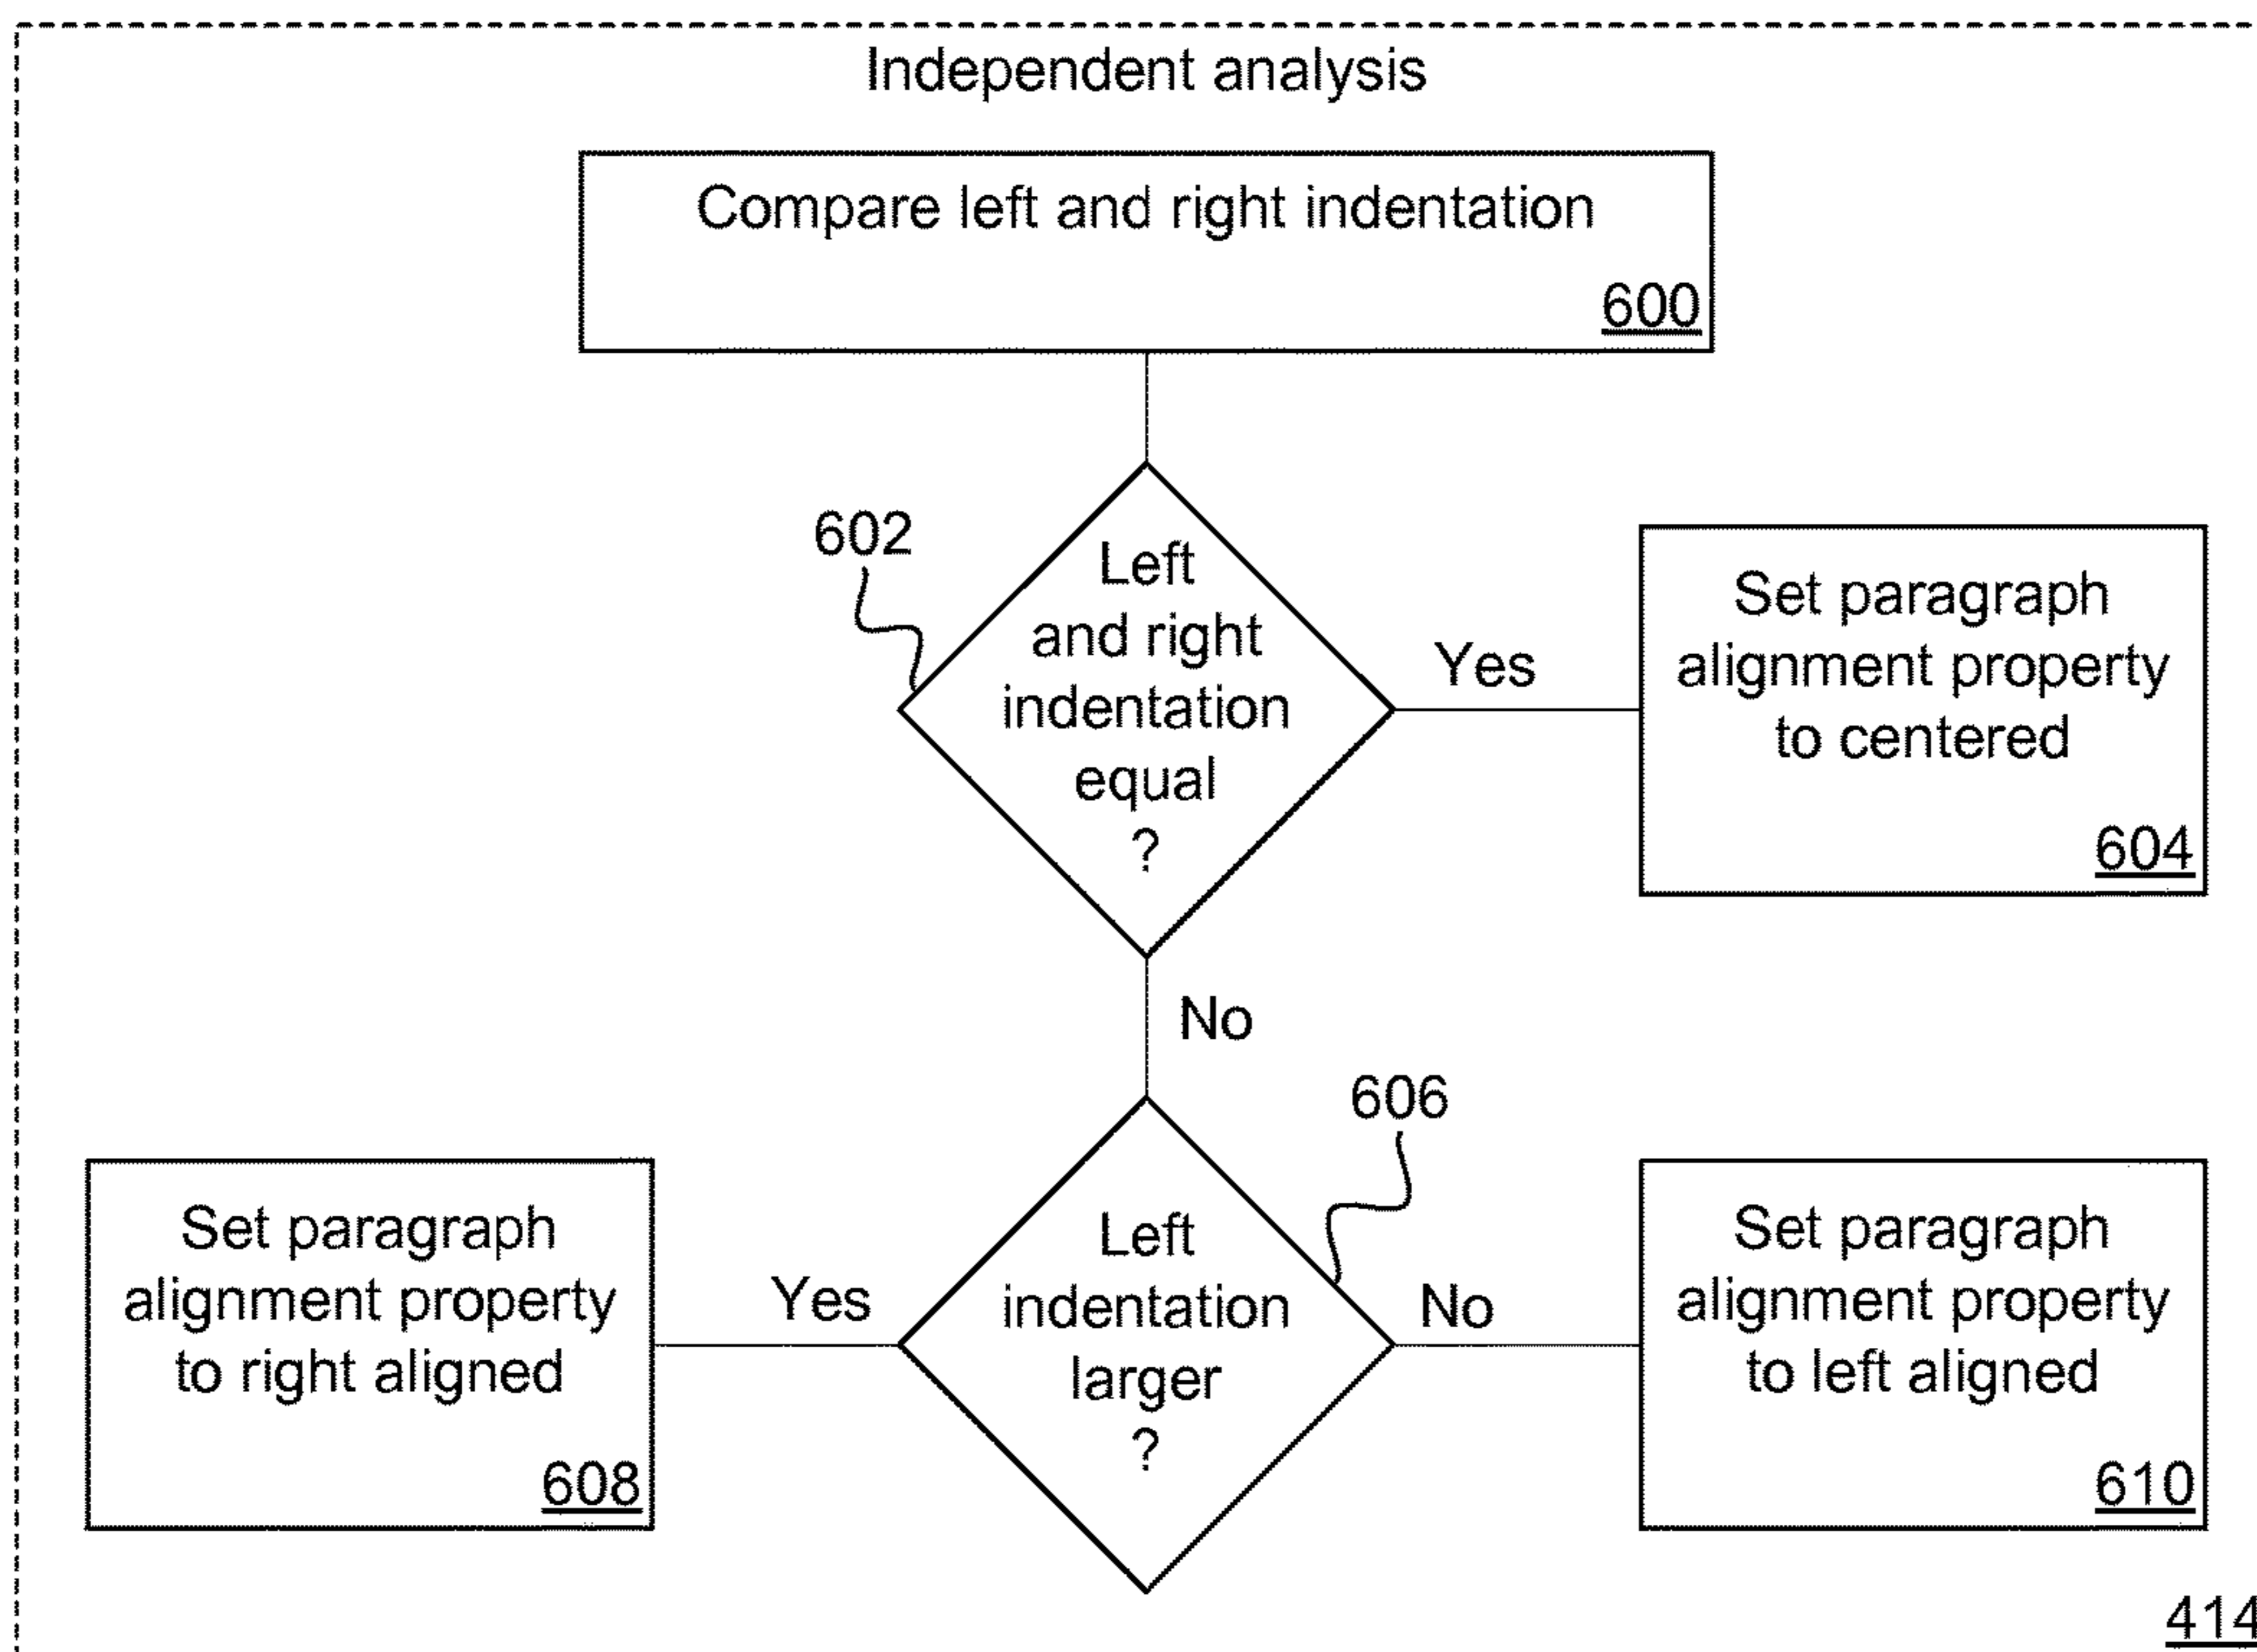 Independent analysis
Compare left and right indentation
600
602
Left
and right
indentation
equal
?
Yes
Set paragraph
alignment property
to centered
604
No
606
Set paragraph
alignment property
to right aligned
608
Yes
Left
indentation
larger
?
No
Set paragraph
alignment property
to left aligned
610
414